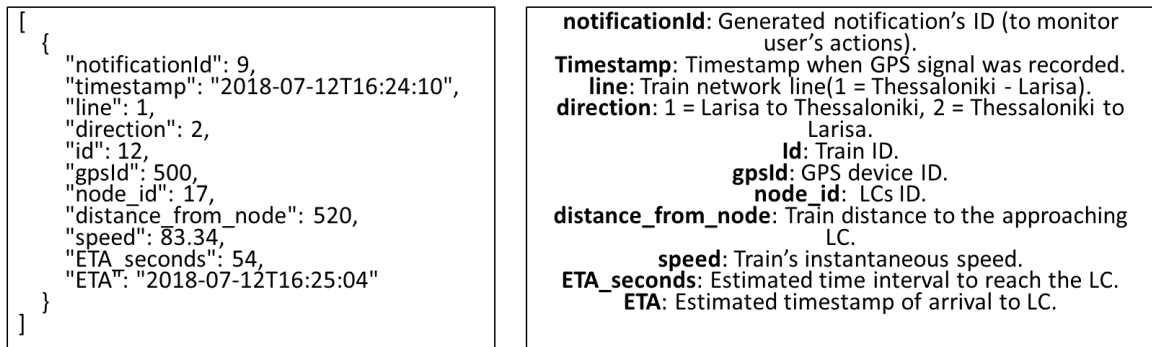 [
{
"notificationId": 9,
"timestamp": "2018-07-12T16:24:10",
"line": 1,
"direction": 2,
"id": 12,
"gpsId": 500,
"node_id": 17,
"distance_from_node": 520,
"speed": 83.34,
"ETA_seconds": 54,
"ETA": "2018-07-12T16:25:04"
}
]
notificationId: Generated notification's ID (to monitor
user's actions).
Timestamp: Timestamp when GPS signal was recorded.
line: Train network line(1 = Thessaloniki - Larisa).
direction: 1 = Larisa to Thessaloniki, 2 = Thessaloniki to
Larisa.
Id: Train ID.
gpsId: GPS device ID.
node_id: LCs ID.
distance_from_node: Train distance to the approaching
LC.
speed: Train's instantaneous speed.
ETA_seconds: Estimated time interval to reach the LC.
ETA: Estimated timestamp of arrival to LC.